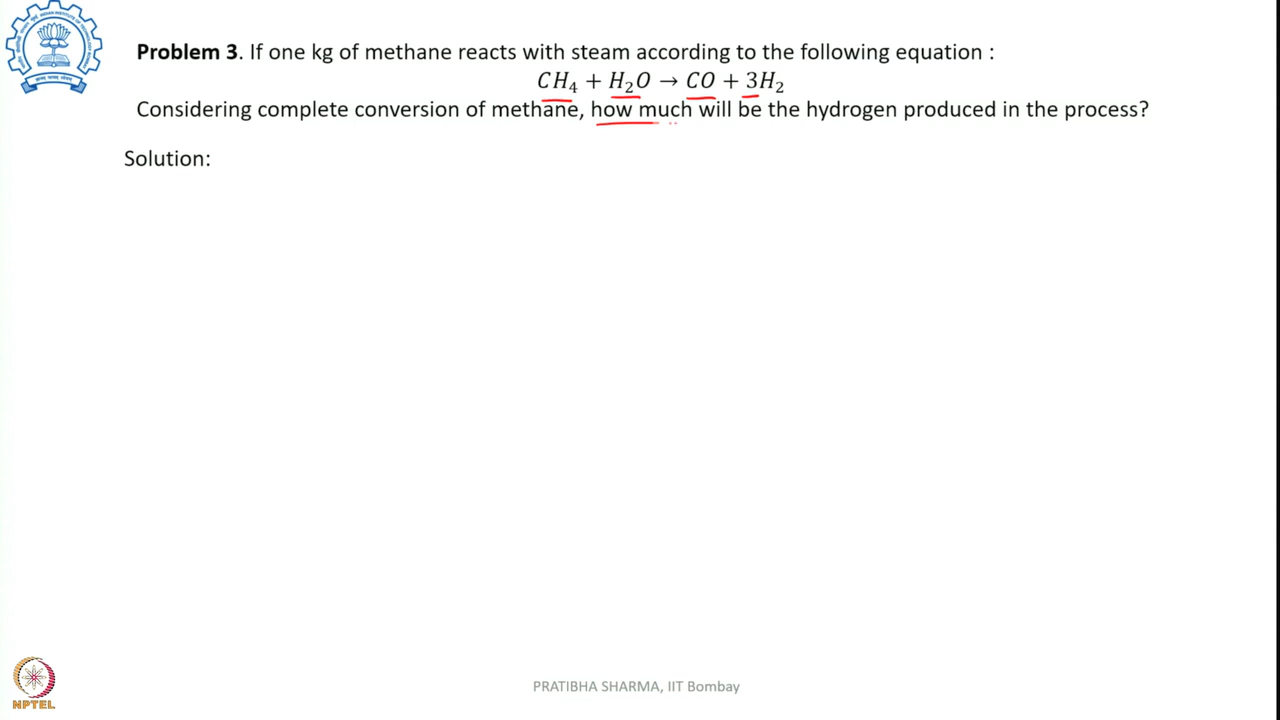 Problem 3. If one kg of methane reacts with steam according to the following equation :
CH₄ + H₂O → CO + 3H₂
Considering complete conversion of methane, how much will be the hydrogen produced in the process?
Solution:
NPTEL
PRATIBHA SHARMA, IIT Bombay